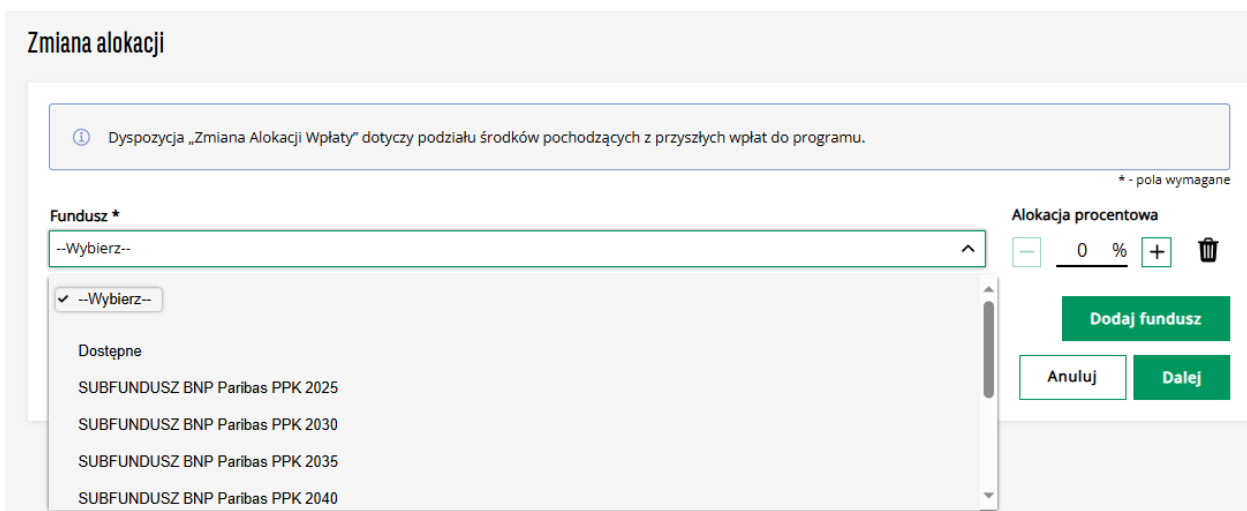 Zmiana alokacji
Dyspozycja „Zmiana Alokacji Wpłaty” dotyczy podziału środków pochodzących z przyszłych wpłat do programu.
* - pola wymagane
Fundusz *
Alokacja procentowa
--Wybierz--
0 %
--Wybierz--
Dodaj fundusz
Dostępne
Anuluj
Dalej
SUBFUNDUSZ BNP Paribas PPK 2025
SUBFUNDUSZ BNP Paribas PPK 2030
SUBFUNDUSZ BNP Paribas PPK 2035
SUBFUNDUSZ BNP Paribas PPK 2040